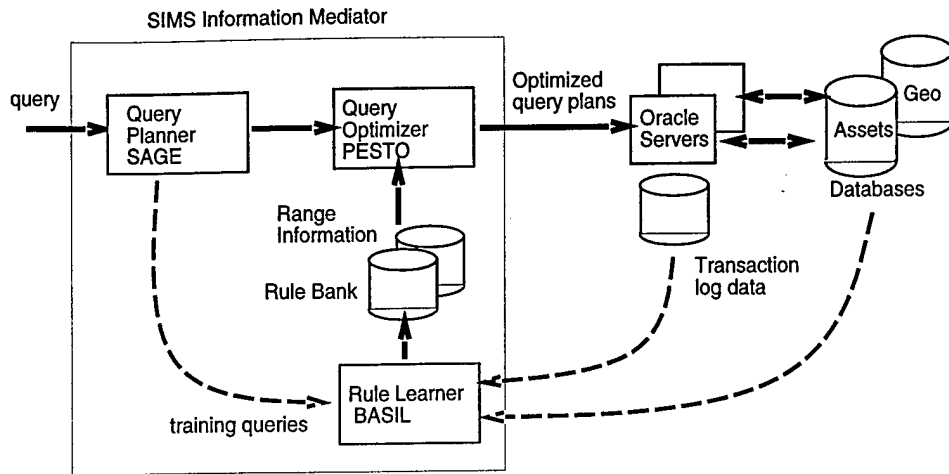 SIMS Information Mediator
query
Query
Planner
SAGE
Query
Optimizer
PESTO
Optimized
query plans
Oracle
Servers
Geo
Assets
Databases
Range
Information
Rule Bank
Transaction
log data
Rule Learner
BASIL
training queries